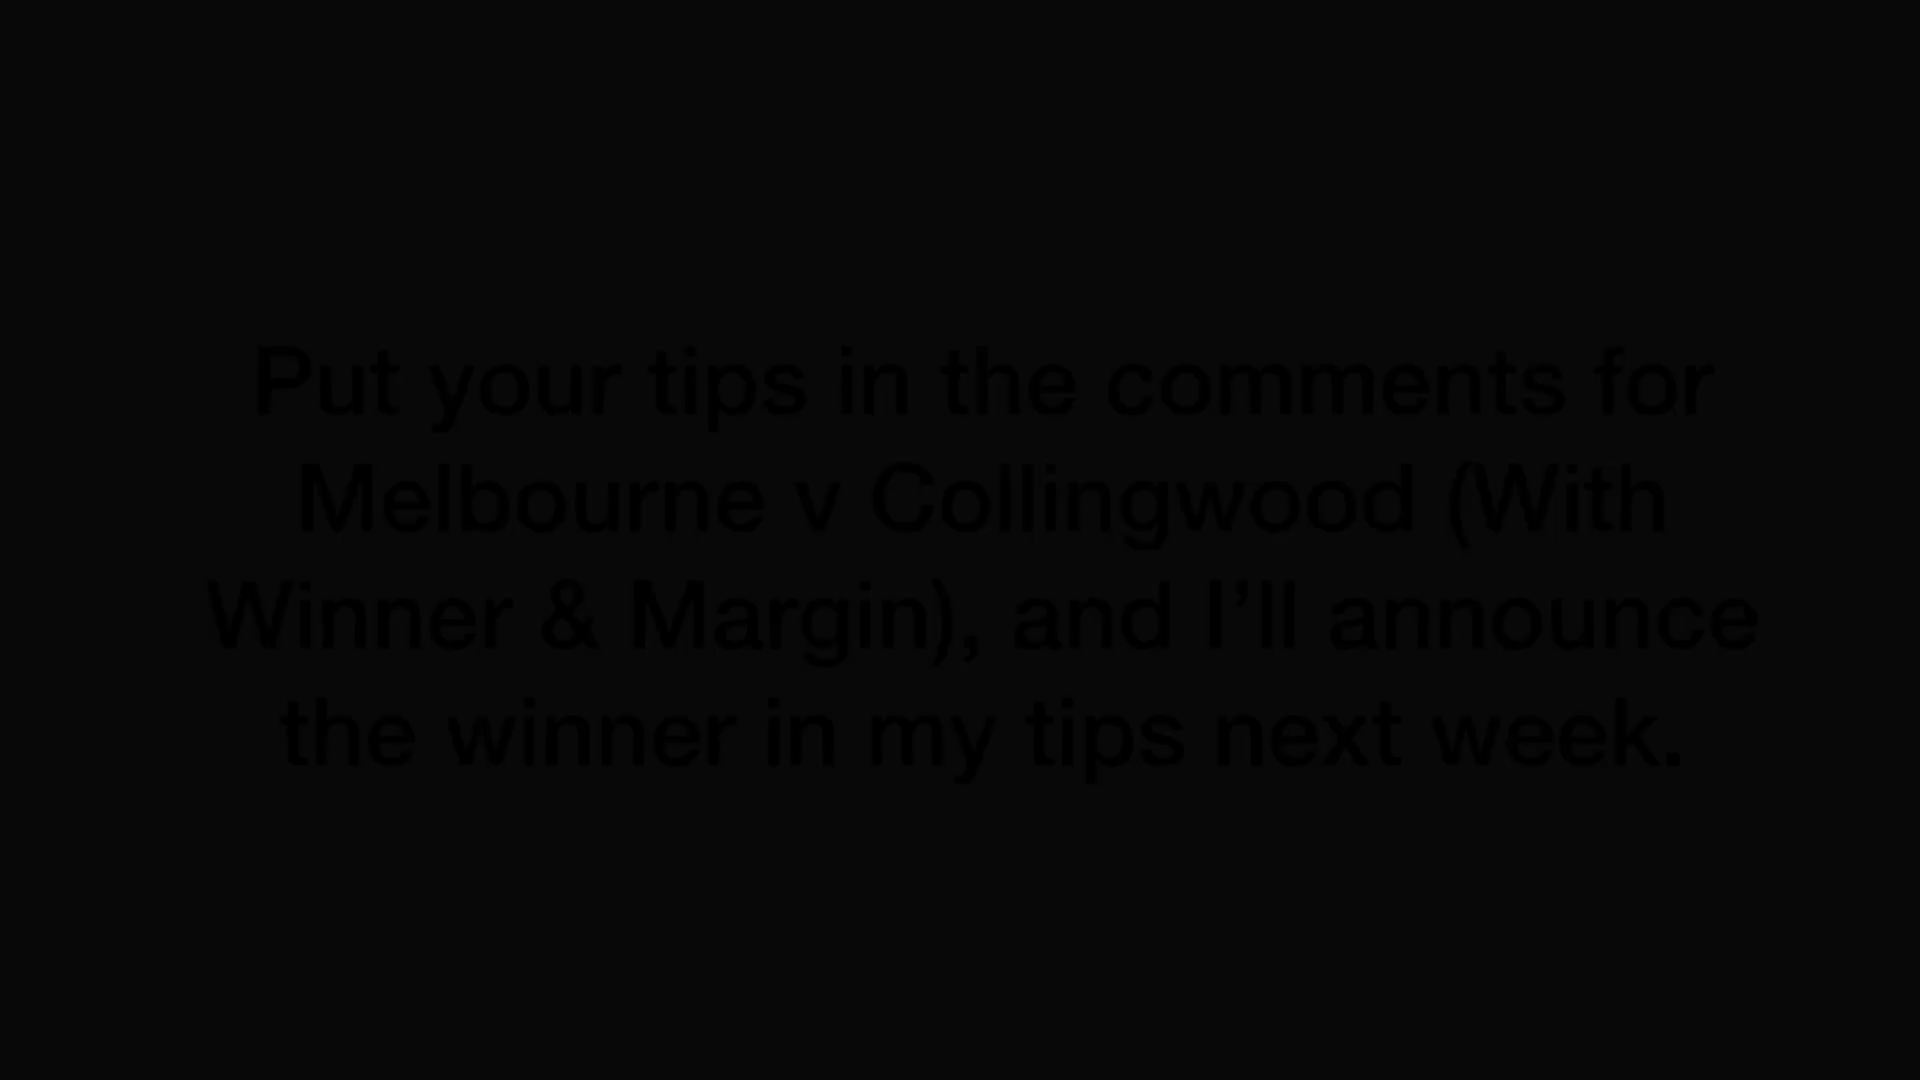 Put your tips in the comments for
Melbourne v Collingwood (With
Winner & Margin), and I’ll announce
the winner in my tips next week.